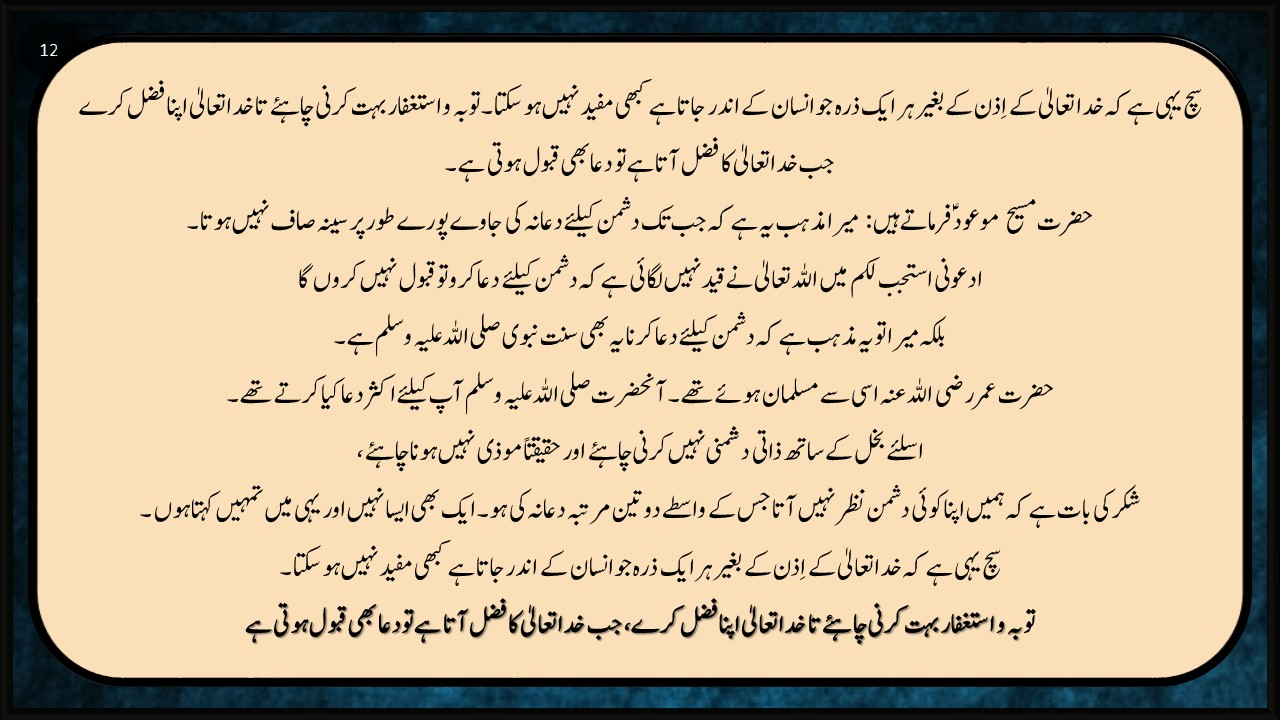 12
سچ یہی ہے کہ خدا تعالیٰ کے اِذن کے بغیر ہر ایک ذرہ جو انسان کے اندر جاتا ہے کبھی مفید نہیں ہو سکتا۔ توبہ و استغفار بہت کرنی چاہئے تا خدا تعالیٰ اپنا فضل کرے
جب خدا تعالیٰ کا فضل آتا ہے تو دعا بھی قبول ہوتی ہے۔
حضرت مسیح موعودؑ فرماتے ہیں: میرا مذہب یہ ہے کہ جب تک دشمن کیلئے دعا نہ کی جاوے پورے طور پر سینہ صاف نہیں ہوتا۔
ادعونی استجب لکم میں اللہ تعالیٰ نے قید نہیں لگائی ہے کہ دشمن کیلئے دعا کرو تو قبول نہیں کروں گا
بلکہ میرا تو یہ مذہب ہے کہ دشمن کیلئے دعا کرنا یہ بھی سنت نبوی صلی اللہ علیہ وسلم ہے۔
حضرت عمر رضی اللہ عنہ اسی سے مسلمان ہوئے تھے۔ آنحضرت صلی اللہ علیہ وسلم آپ کیلئے اکثر دعا کیا کرتے تھے۔
اسلئے بخل کے ساتھ ذاتی دشمنی نہیں کرنی چاہئے اور حقیقتاً موذی نہیں ہونا چاہئے،
شکر کی بات ہے کہ ہمیں اپنا کوئی دشمن نظر نہیں آتا جس کے واسطے دو تین مرتبہ دعا نہ کی ہو۔ ایک بھی ایسا نہیں اور یہی میں تمہیں کہتا ہوں۔
سچ یہی ہے کہ خدا تعالیٰ کے اِذن کے بغیر ہر ایک ذرہ جو انسان کے اندر جاتا ہے کبھی مفید نہیں ہو سکتا۔
توبہ و استغفار بہت کرنی چاہئے تا خدا تعالیٰ اپنا فضل کرے، جب خدا تعالیٰ کا فضل آتا ہے تو دعا بھی قبول ہوتی ہے